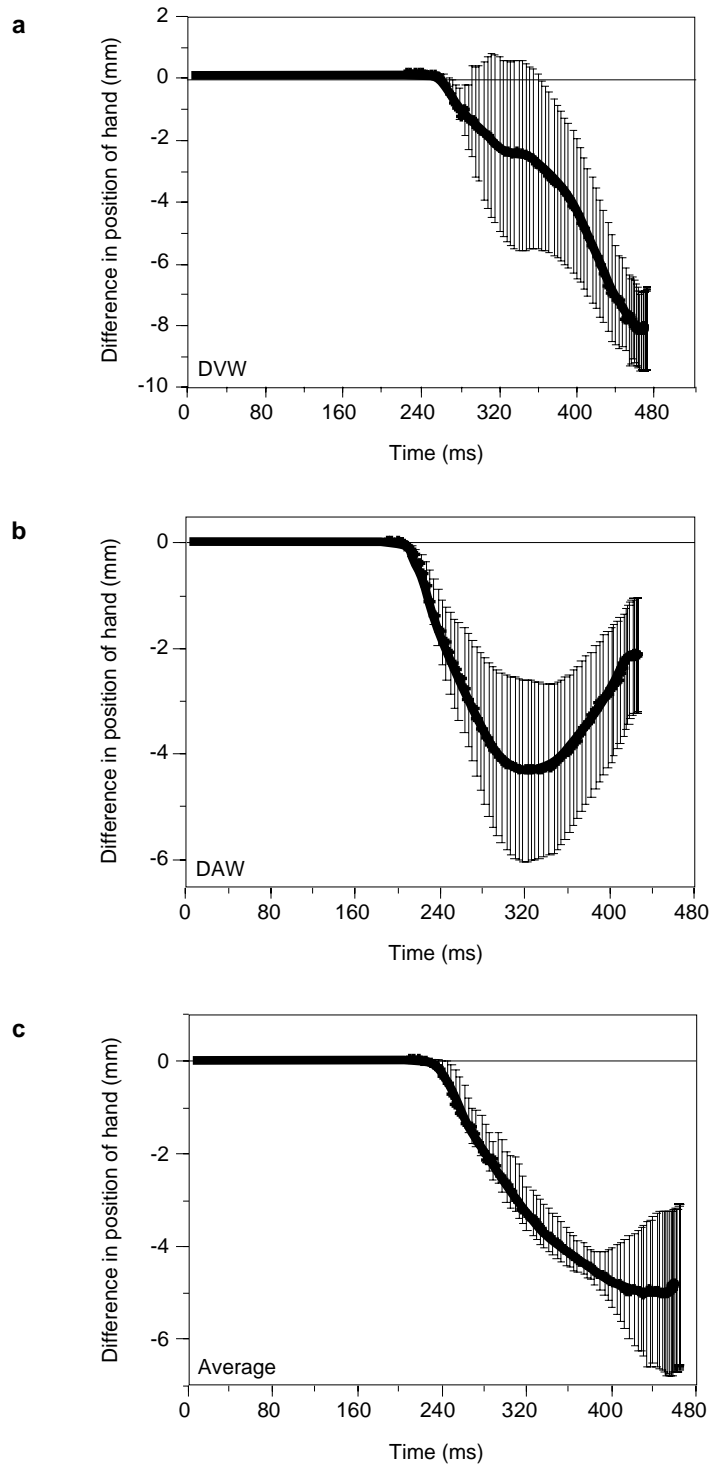 a
Difference in position of hand (mm)
2
0
-2
-4
-6
-8
-10
DVW
0 80 160 240 320 400 480
Time (ms)
b
Difference in position of hand (mm)
0
-2
-4
-6
DAW
0 80 160 240 320 400 480
Time (ms)
c
Difference in position of hand (mm)
0
-2
-4
-6
Average
0 80 160 240 320 400 480
Time (ms)